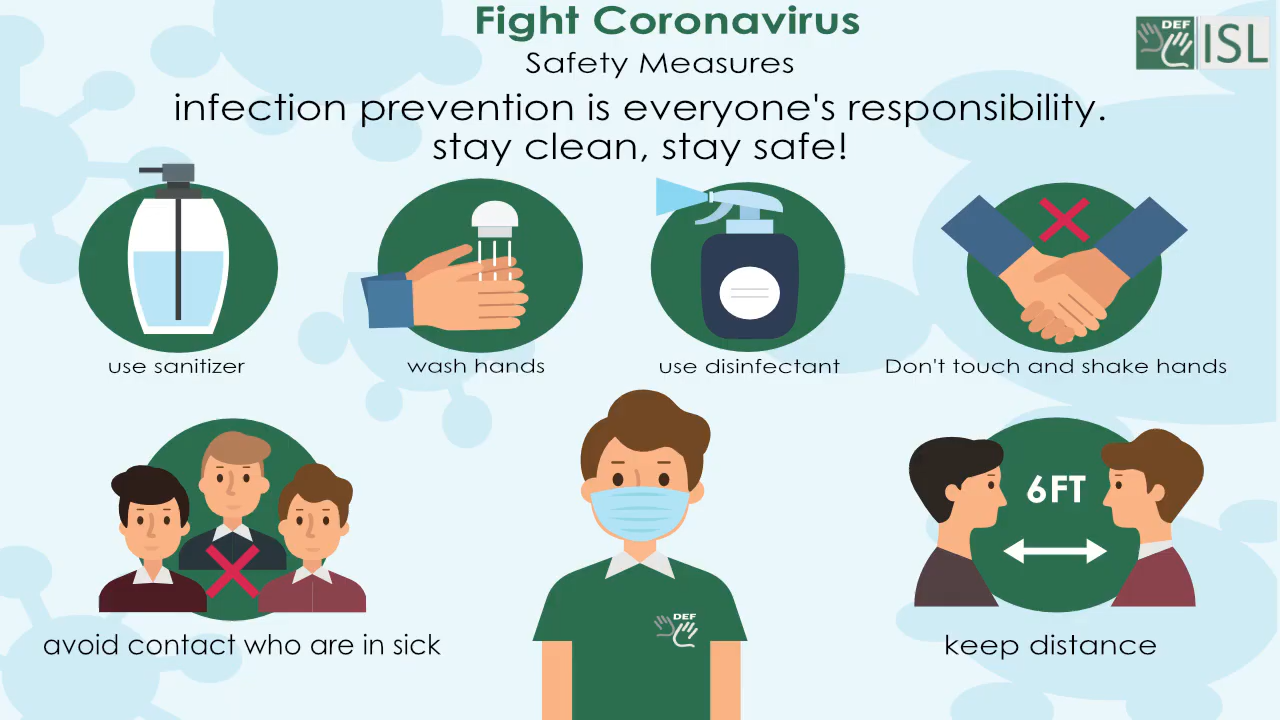 Fight Coronavirus
DEF
ISL
Safety Measures
infection prevention is everyone's responsibility.
stay clean, stay safe!
use sanitizer
wash hands
use disinfectant
Don't touch and shake hands
6FT
DEF
avoid contact who are in sick
keep distance